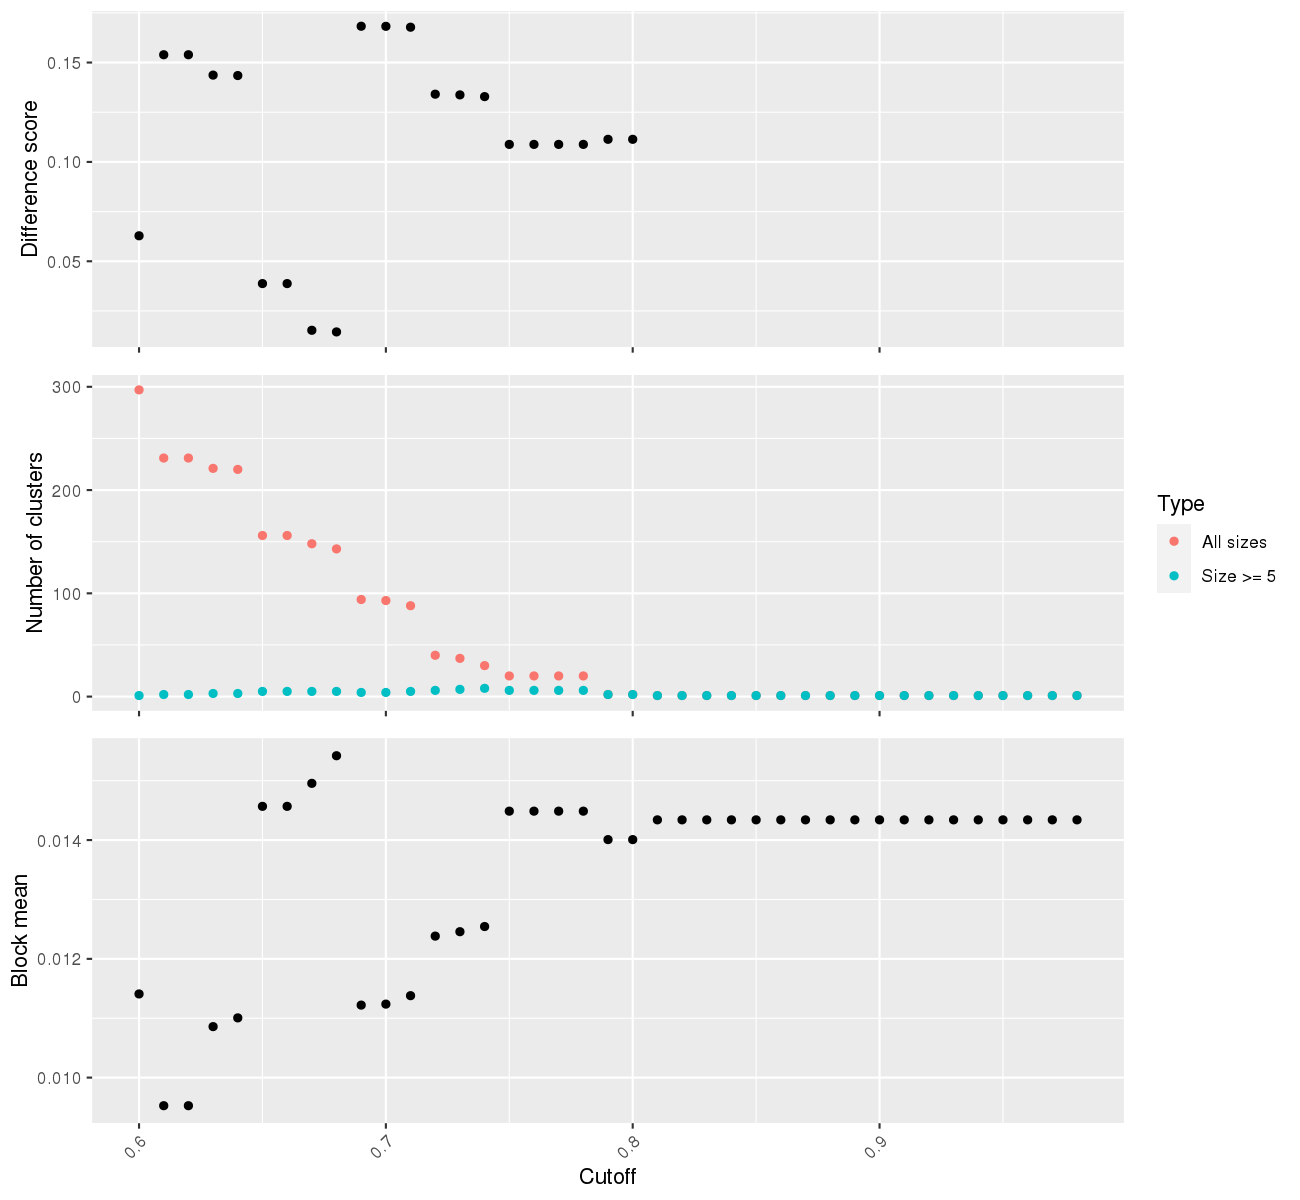 0.15
0.10
0.05
Difference score
300
200
100
0
Number of clusters
Type
All sizes
Size >= 5
0.014
0.012
0.010
Block mean
0.6
0.7
0.8
0.9
Cutoff